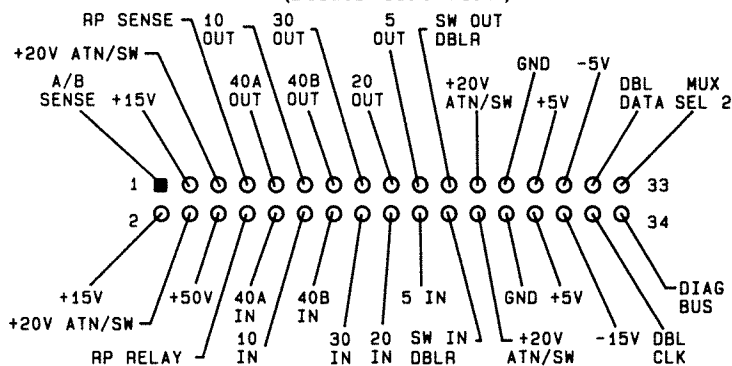 RP SENSE
10 OUT
30 OUT
5 OUT
SW OUT DBLR
+20V ATN/SW
GND
-5V
A/B SENSE
+15V
40A OUT
40B OUT
20 OUT
+20V ATN/SW
+5V
DBL DATA
MUX SEL 2
1
33
2
34
+15V
+50V
40A IN
40B IN
5 IN
GND
+5V
DIAG BUS
+20V ATN/SW
RP RELAY
10 IN
30 IN
20 IN
SW IN DBLR
+20V ATN/SW
-15V
DBL CLK